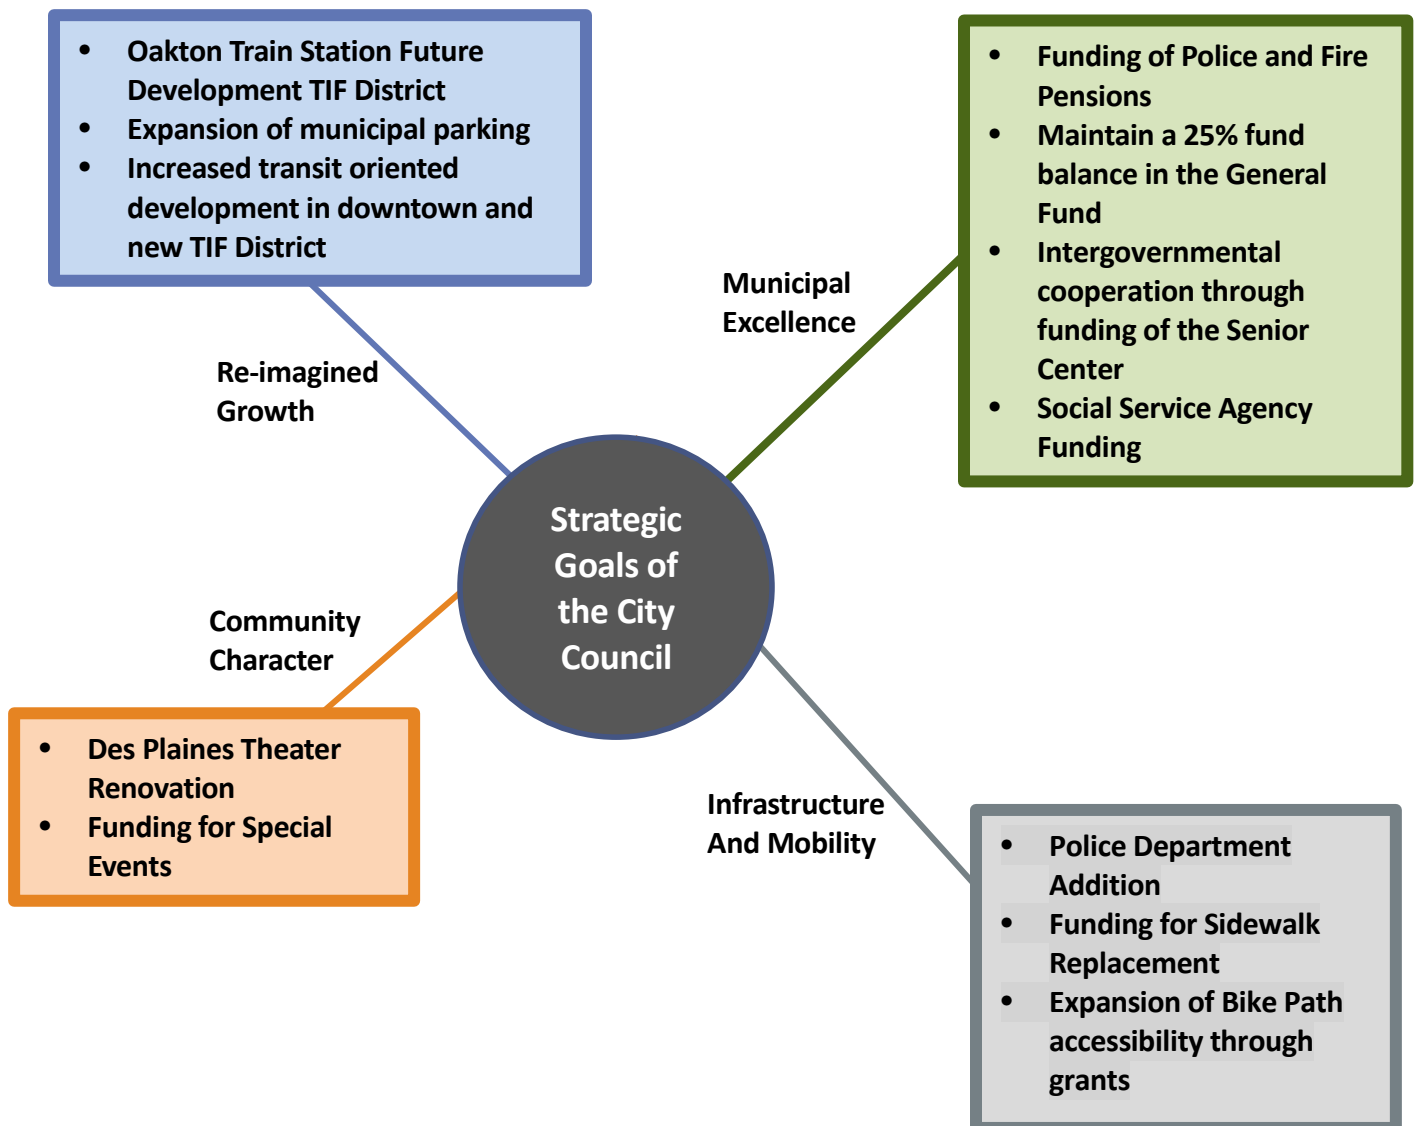 • Oakton Train Station Future
Development TIF District
• Expansion of municipal parking
• Increased transit oriented
development in downtown and
new TIF District
• Funding of Police and Fire
Pensions
• Maintain a 25% fund
balance in the General
Fund
• Intergovernmental
cooperation through
funding of the Senior
Center
• Social Service Agency
Funding
Municipal
Excellence
Re-imagined
Growth
Strategic
Goals of
the City
Council
Community
Character
• Des Plaines Theater
Renovation
• Funding for Special
Events
Infrastructure
And Mobility
• Police Department
Addition
• Funding for Sidewalk
Replacement
• Expansion of Bike Path
accessibility through
grants